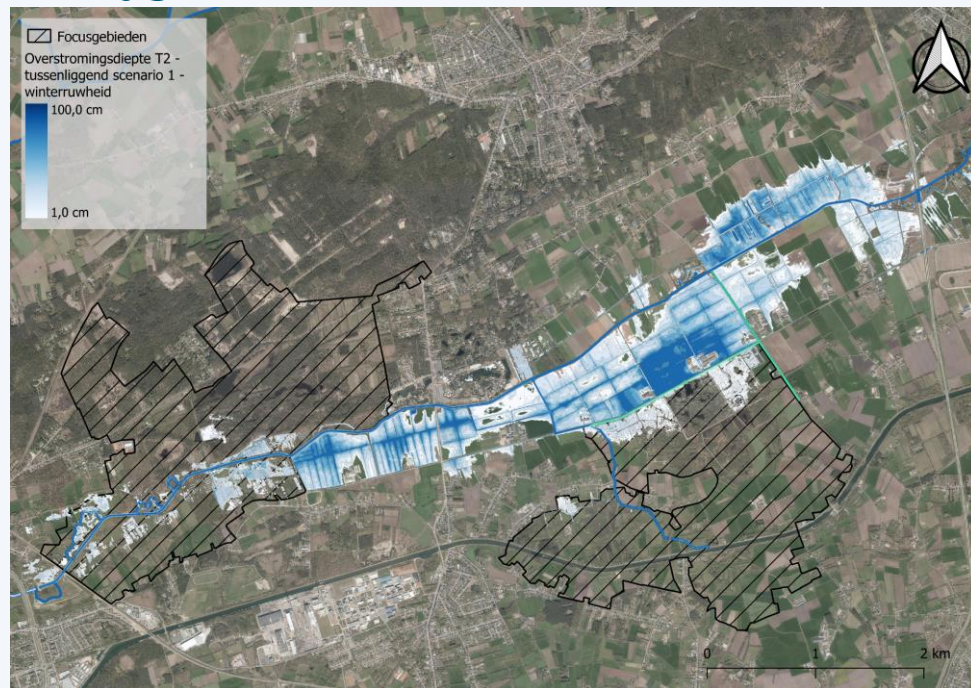 Focusgebieden
Overstromingsdiepte T2 -
tussenliggend scenario 1 -
winterruwheid
100,0 cm
1,0 cm
0 1 2 km